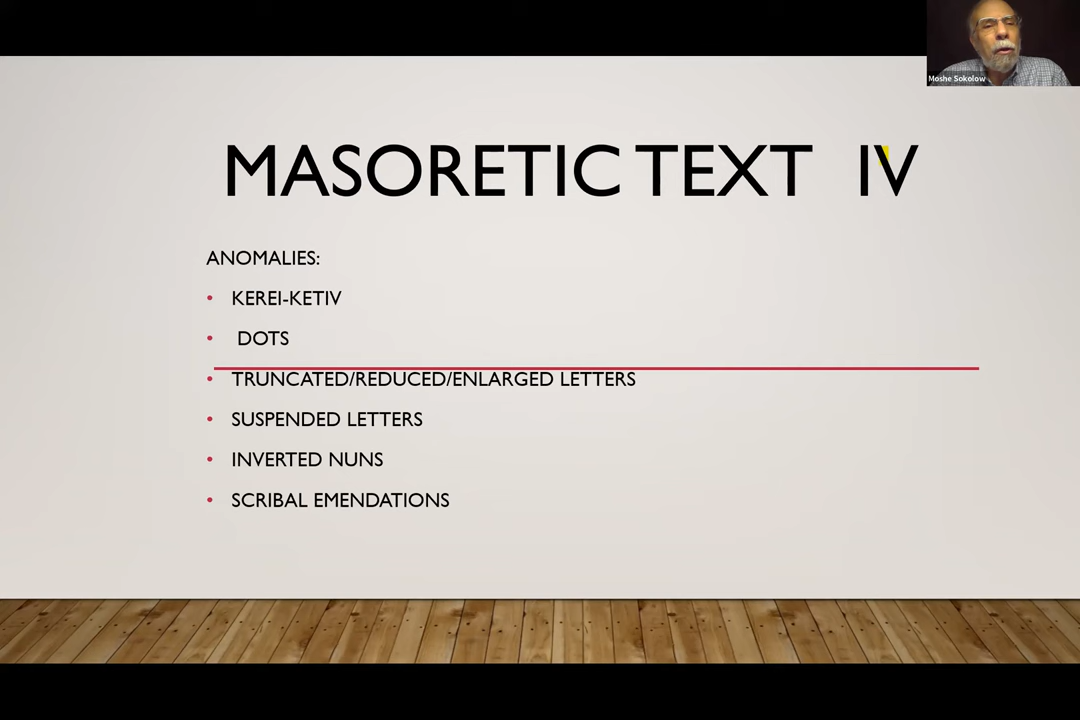 Moshe Sokolow
MASORETIC TEXT IV
ANOMALIES:
• KEREI-KETIV
• DOTS
• TRUNCATED/REDUCED/ENLARGED LETTERS
• SUSPENDED LETTERS
• INVERTED NUNS
• SCRIBAL EMENDATIONS